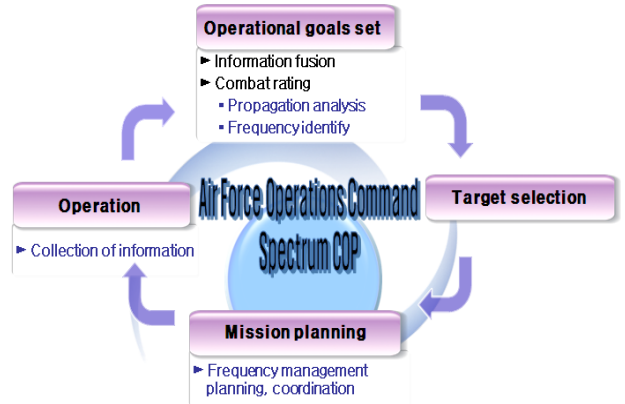 Operational goals set
► Information fusion
► Combat rating
▪ Propagation analysis
▪ Frequency identify
Target selection
Mission planning
► Frequency management
planning, coordination
Operation
► Collection of information
Air Force Operations Command
Spectrum COP